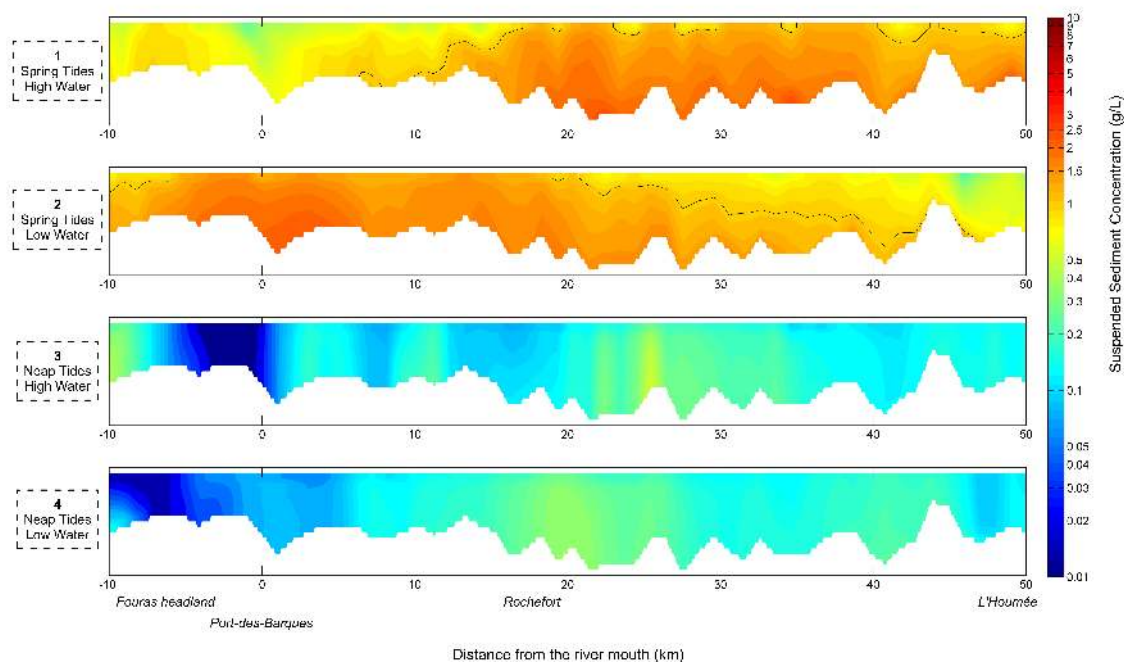 1
Spring Tides
High Water
-10 0 10 20 30 40 50
2
Spring Tides
Low Water
-10 0 10 20 30 40 50
3
Neap Tides
High Water
-10 0 10 20 30 40 50
4
Neap Tides
Low Water
-10 0 10 20 30 40 50
Fouras headland
Port-des-Barques
Rochefort
L'Houmée
Distance from the river mouth (km)
10
9
8
7
6
5
4
3
2.5
2
1.5
1
0.5
0.4
0.3
0.2
0.1
0.05
0.04
0.03
0.02
0.01
Suspended Sediment Concentration (g/L)